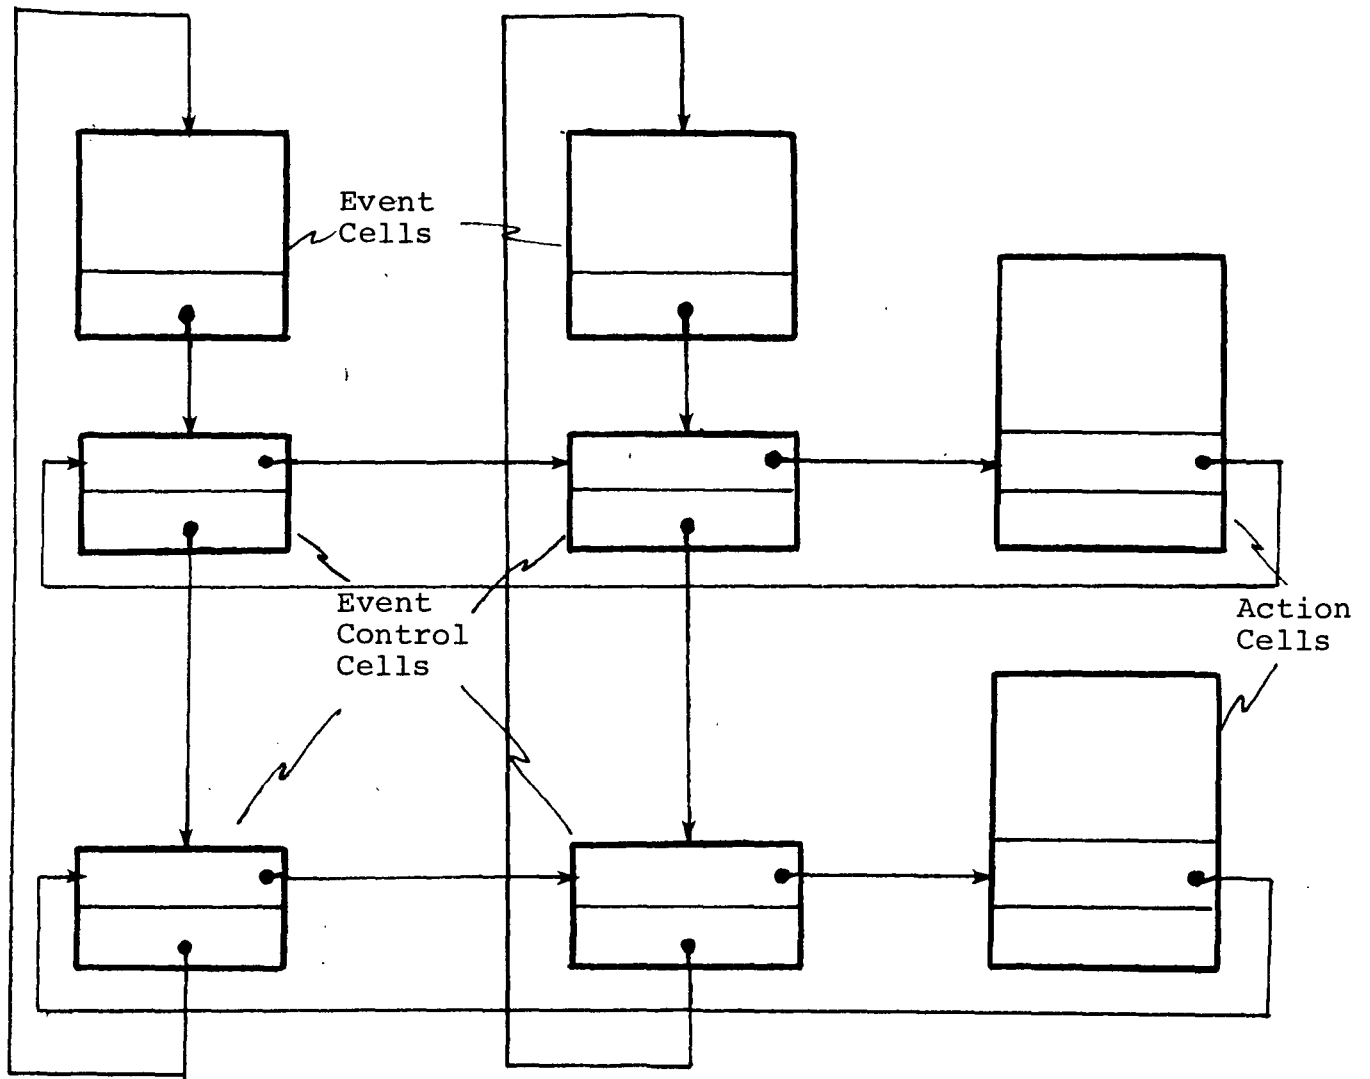 Event
Cells
Event
Control
Cells
Action
Cells